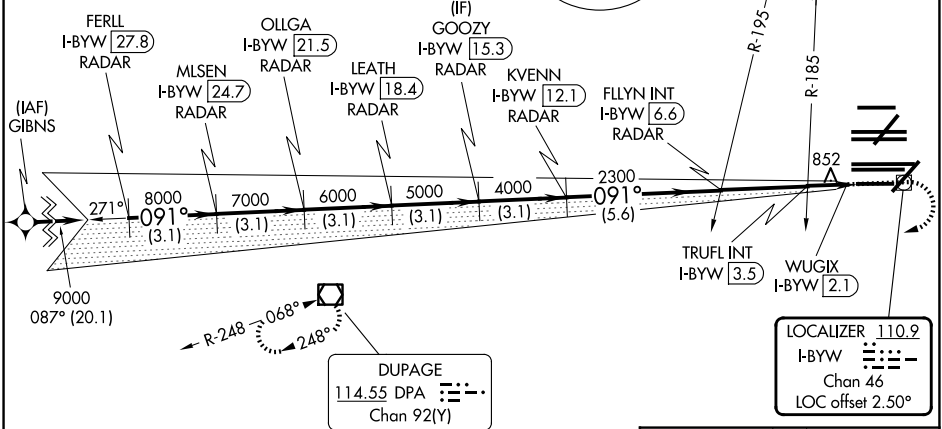 (IAF)
GIBNS
FERLL
I-BYW 27.8
RADAR
MLSEN
I-BYW 24.7
RADAR
OLLGA
I-BYW 21.5
RADAR
LEATH
I-BYW 18.4
RADAR
(IF)
GOOZY
I-BYW 15.3
RADAR
KVENN
I-BYW 12.1
RADAR
FLLYN INT
I-BYW 6.6
RADAR
R-195
R-185
852
271°
8000
091°
(3.1)
7000
(3.1)
6000
(3.1)
5000
(3.1)
4000
(3.1)
2300
091°
(5.6)
9000
087° (20.1)
TRUFL INT
I-BYW 3.5
WUGIX
I-BYW 2.1
R-248
068°
248°
DUPAGE
114.55 DPA
Chan 92(Y)
LOCALIZER 110.9
I-BYW
Chan 46
LOC offset 2.50°